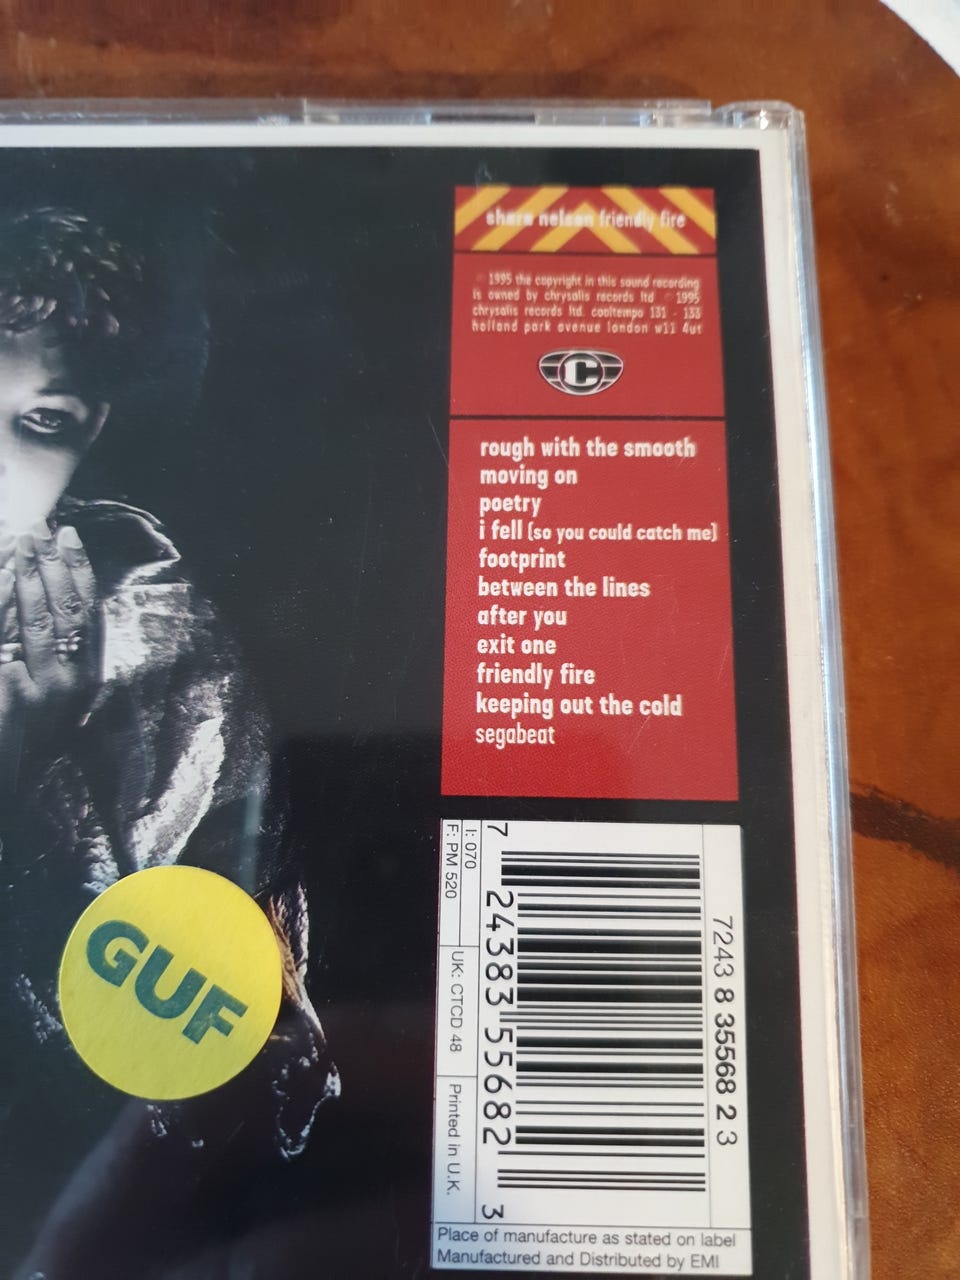 shara nelson friendly fire
℗ 1995 the copyright in this sound recording
is owned by chrysalis records ltd © 1995
chrysalis records ltd. cooltempo 131 - 133
holland park avenue london w11 4ut
C
rough with the smooth
moving on
poetry
i fell (so you could catch me)
footprint
between the lines
after you
exit one
friendly fire
keeping out the cold
segabeat
GUF
7243 8 35568 2 3
7 24383 55682 3
I: 070
F: PM 520
UK: CTCD 48
Printed in U.K.
Place of manufacture as stated on label
Manufactured and Distributed by EMI